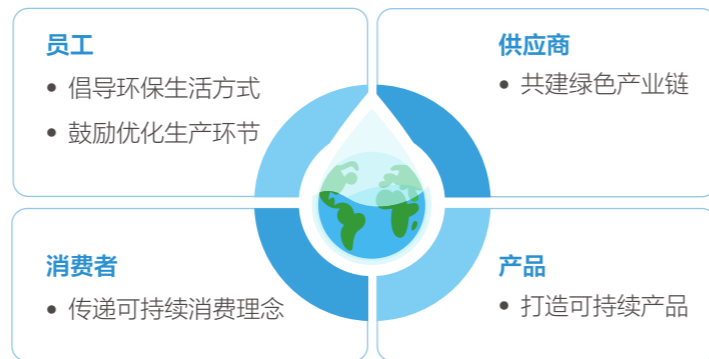 员工
• 倡导环保生活方式
• 鼓励优化生产环节
供应商
• 共建绿色产业链
消费者
• 传递可持续消费理念
产品
• 打造可持续产品